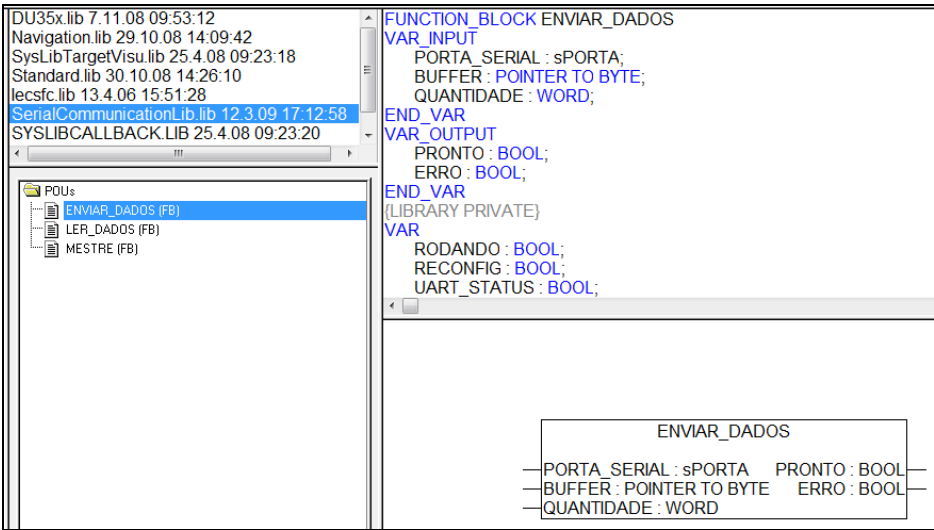 DU35x.lib 7.11.08 09:53:12
Navigation.lib 29.10.08 14:09:42
SysLibTargetVisu.lib 25.4.08 09:23:18
Standard.lib 30.10.08 14:26:10
Iecsfc.lib 13.4.06 15:51:28
SerialCommunicationLib.lib 12.3.09 17:12:58
SYSLIBCALLBACK.LIB 25.4.08 09:23:20
POUs
ENVIAR_DADOS (FB)
LER_DADOS (FB)
MESTRE (FB)
FUNCTION_BLOCK ENVIAR_DADOS
VAR_INPUT
PORTA_SERIAL : sPORTA;
BUFFER : POINTER TO BYTE;
QUANTIDADE : WORD;
END_VAR
VAR_OUTPUT
PRONTO : BOOL;
ERRO : BOOL;
END_VAR
{LIBRARY PRIVATE}
VAR
RODANDO : BOOL;
RECONFIG : BOOL;
UART_STATUS : BOOL;
ENVIAR_DADOS
PORTA_SERIAL : sPORTA PRONTO : BOOL
BUFFER : POINTER TO BYTE ERRO : BOOL
QUANTIDADE : WORD